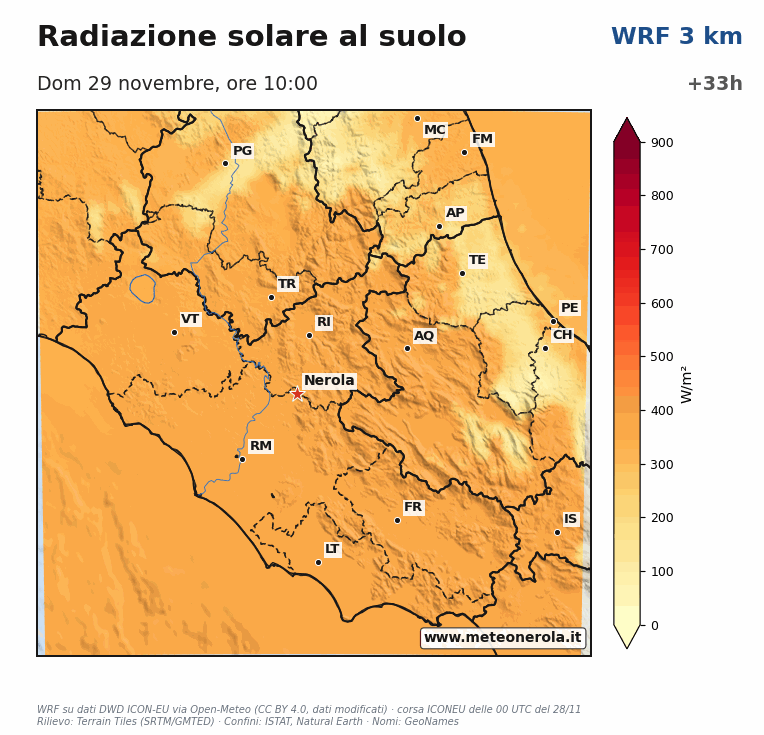 Radiazione solare al suolo
WRF 3 km
Dom 29 novembre, ore 10:00
+33h
MC
FM
PG
AP
TE
TR
PE
VT
RI
CH
AQ
Nerola
RM
FR
IS
LT
www.meteonerola.it
900
800
700
600
500
400
300
200
100
0
W/m²
WRF su dati DWD ICON-EU via Open-Meteo (CC BY 4.0, dati modificati) · corsa ICONEU delle 00 UTC del 28/11
Rilievo: Terrain Tiles (SRTM/GMTED) · Confini: ISTAT, Natural Earth · Nomi: GeoNames